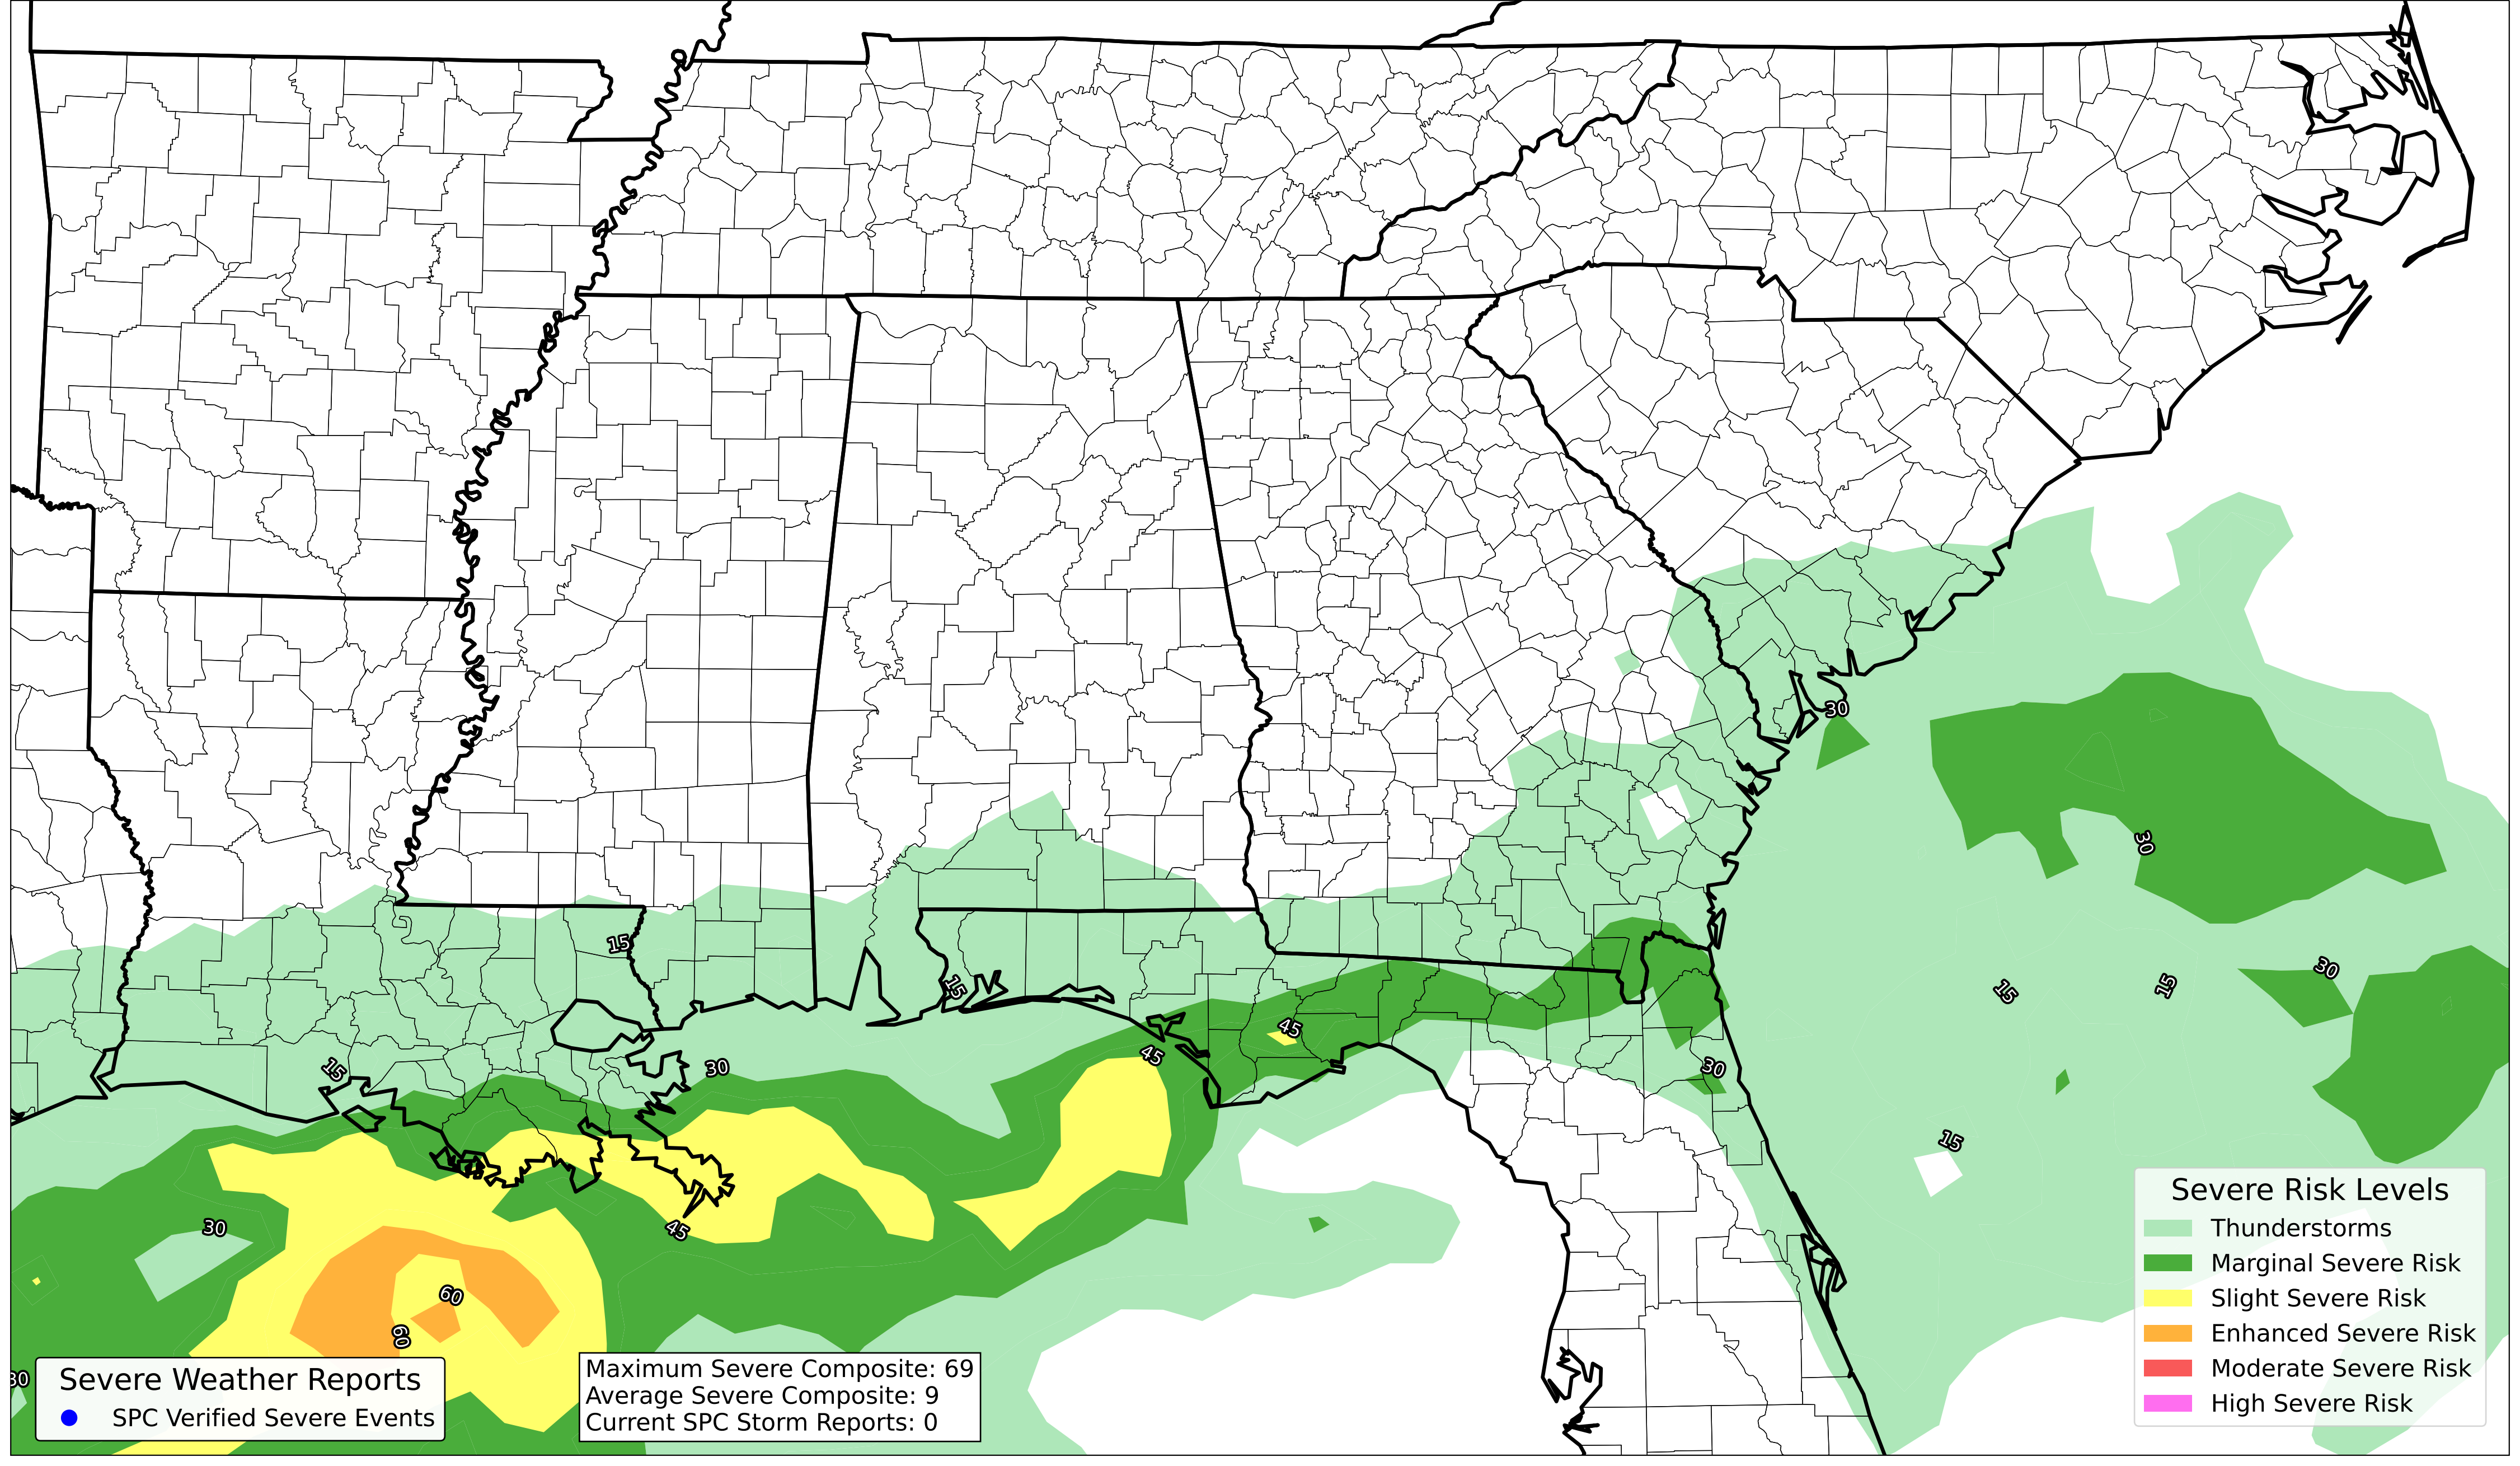 30
15
15
30
45
45
15
30
15
15
30
30
15
30
45
60
60
30
Severe Risk Levels
Thunderstorms
Marginal Severe Risk
Slight Severe Risk
Enhanced Severe Risk
Moderate Severe Risk
High Severe Risk
Severe Weather Reports
SPC Verified Severe Events
Maximum Severe Composite: 69
Average Severe Composite: 9
Current SPC Storm Reports: 0